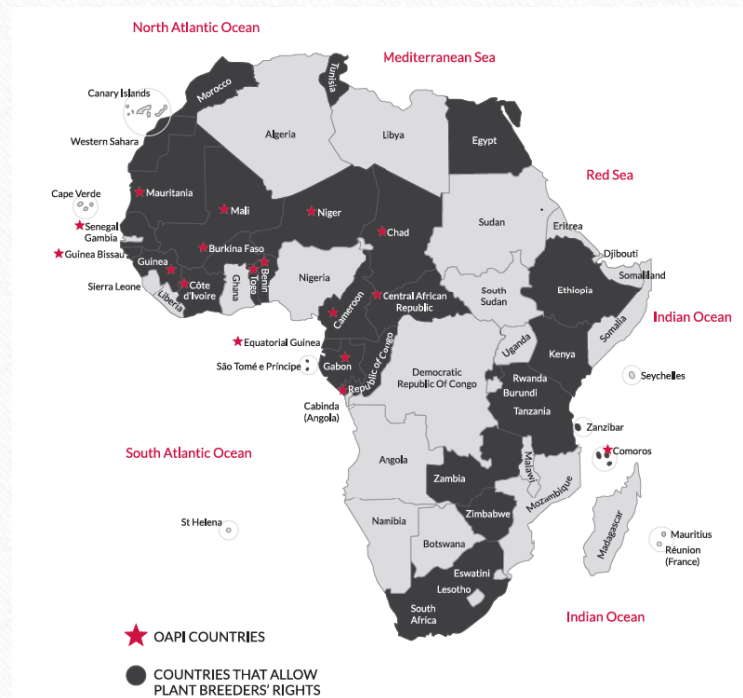 North Atlantic Ocean
Mediterranean Sea
Tunisia
Morocco
Canary Islands
Algeria
Libya
Egypt
Western Sahara
Red Sea
Mauritania
Cape Verde
Mali
Niger
Senegal
Chad
Sudan
Eritrea
Gambia
Burkina Faso
Guinea Bissau
Djibouti
Guinea
Benin
Togo
Ghana
Nigeria
Somaliland
Sierra Leone
Côte
d'Ivoire
Liberia
Cameroon
Central African
Republic
South
Sudan
Ethiopia
Somalia
Indian Ocean
Equatorial Guinea
Uganda
Kenya
São Tomé e Príncipe
Gabon
Republic of Congo
Democratic
Republic Of Congo
Rwanda
Burundi
Seychelles
Cabinda
(Angola)
Tanzania
Zanzibar
South Atlantic Ocean
Angola
Comoros
Malawi
Zambia
Mozambique
St Helena
Namibia
Zimbabwe
Madagascar
Mauritius
Botswana
Réunion
(France)
Eswatini
Lesotho
South
Africa
Indian Ocean
OAPI COUNTRIES
COUNTRIES THAT ALLOW
PLANT BREEDERS' RIGHTS